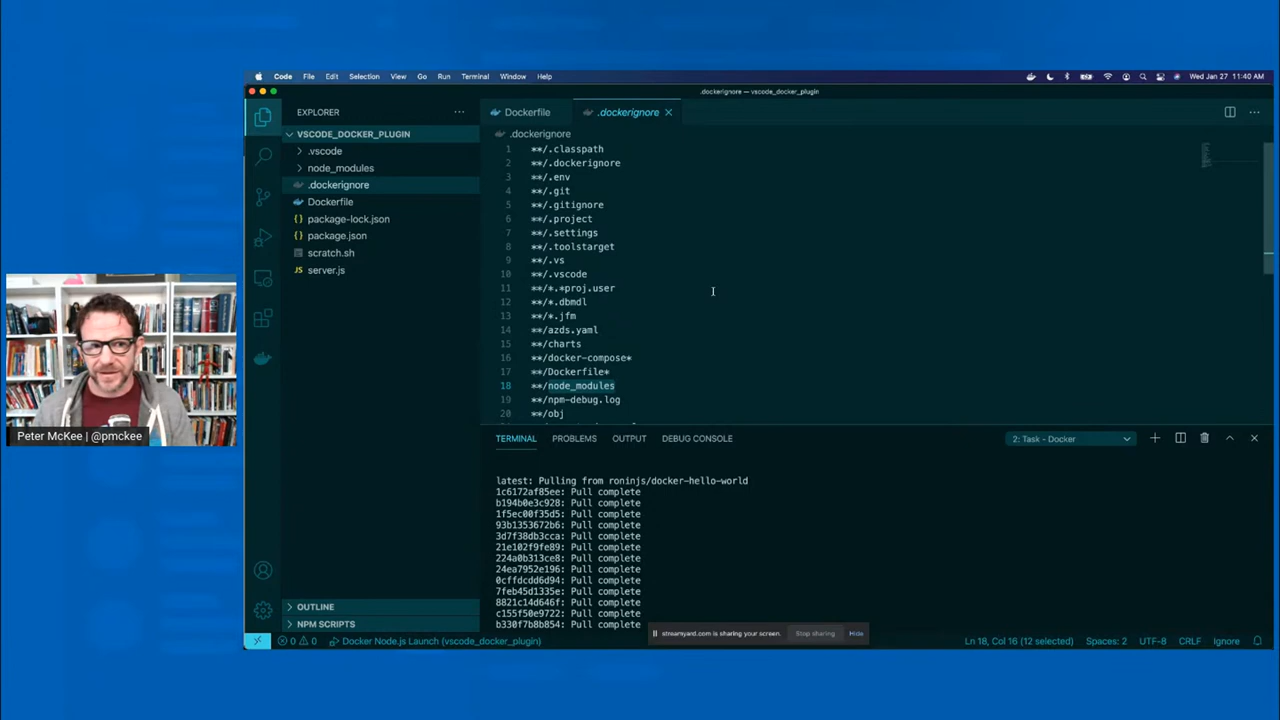 Code File Edit Selection View Go Run Terminal Window Help
Wed Jan 27 11:40 AM
.dockerignore — vscode_docker_plugin
EXPLORER
VSCODE_DOCKER_PLUGIN
.vscode
node_modules
.dockerignore
Dockerfile
package-lock.json
package.json
scratch.sh
server.js
OUTLINE
NPM SCRIPTS
Dockerfile
.dockerignore
.dockerignore
1 **/.classpath
2 **/.dockerignore
3 **/.env
4 **/.git
5 **/.gitignore
6 **/.project
7 **/.settings
8 **/.toolstarget
9 **/.vs
10 **/.vscode
11 **/*.*proj.user
12 **/*.dbmdl
13 **/*.jfm
14 **/azds.yaml
15 **/charts
16 **/docker-compose*
17 **/Dockerfile*
18 **/node_modules
19 **/npm-debug.log
20 **/obj
TERMINAL PROBLEMS OUTPUT DEBUG CONSOLE
2: Task - Docker
latest: Pulling from roninjs/docker-hello-world
1c6172af85ee: Pull complete
b194b0e3c928: Pull complete
1f5ec00f35d5: Pull complete
93b1353672b6: Pull complete
3d7f38db3cca: Pull complete
21e102f9fe89: Pull complete
224a0b313ce8: Pull complete
24ea7952e196: Pull complete
0cffdcdd6d94: Pull complete
7feb45d1335e: Pull complete
8821c14d646f: Pull complete
c155f50e9722: Pull complete
b330f7b8b854: Pull complete
streamyard.com is sharing your screen. Stop sharing Hide
0 0 Docker Node.js Launch (vscode_docker_plugin)
Ln 18, Col 16 (12 selected) Spaces: 2 UTF-8 CRLF Ignore
Peter McKee | @pmckee